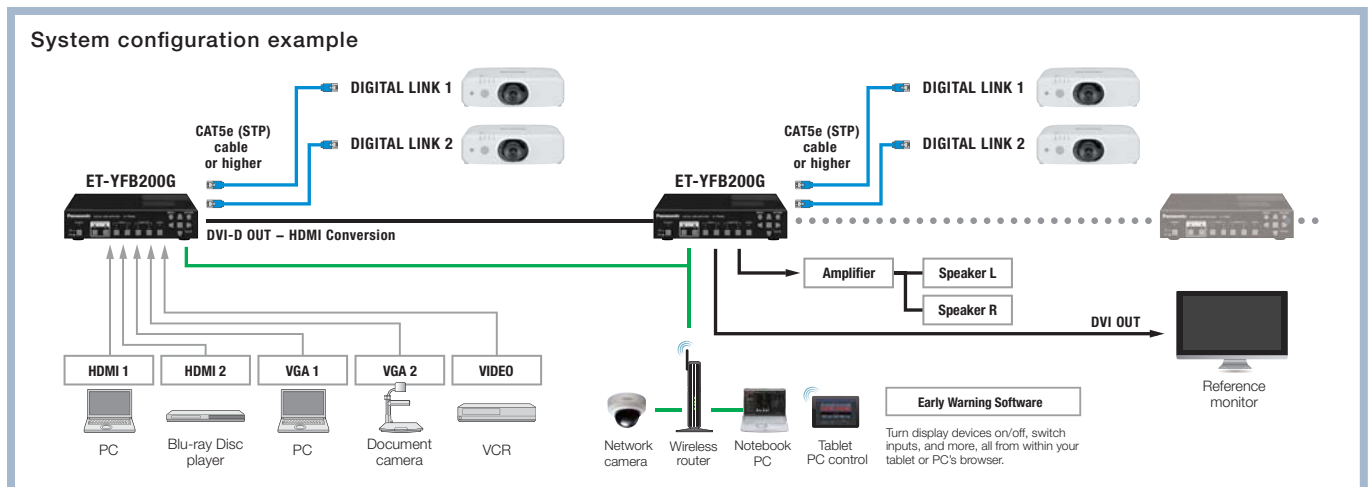 System configuration example
DIGITAL LINK 1
CAT5e (STP)
cable
or higher
DIGITAL LINK 2
ET-YFB200G
Panasonic
DVI-D OUT – HDMI Conversion
DIGITAL LINK 1
CAT5e (STP)
cable
or higher
DIGITAL LINK 2
ET-YFB200G
Panasonic
Panasonic
Amplifier
Speaker L
Speaker R
DVI OUT
HDMI 1
HDMI 2
VGA 1
VGA 2
VIDEO
PC
Blu-ray Disc
player
PC
Document
camera
VCR
Network
camera
Wireless
router
Notebook
PC
Tablet
PC control
Early Warning Software
Turn display devices on/off, switch
inputs, and more, all from within your
tablet or PC's browser.
Reference
monitor